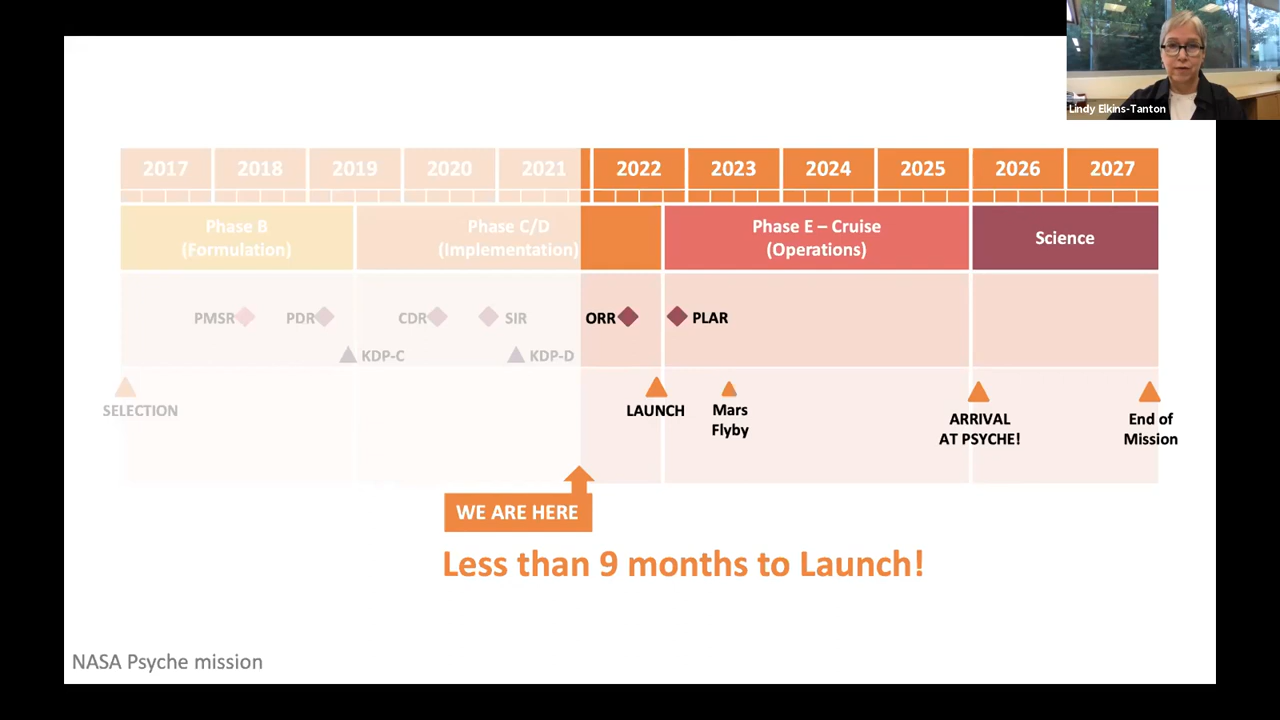 Lindy Elkins-Tanton
2017 2018 2019 2020 2021 2022 2023 2024 2025 2026 2027
Phase B
(Formulation)
Phase C/D
(Implementation)
Phase E – Cruise
(Operations)
Science
PMSR PDR CDR SIR ORR PLAR
KDP-C KDP-D
SELECTION
LAUNCH
Mars
Flyby
ARRIVAL
AT PSYCHE!
End of
Mission
WE ARE HERE
Less than 9 months to Launch!
NASA Psyche mission